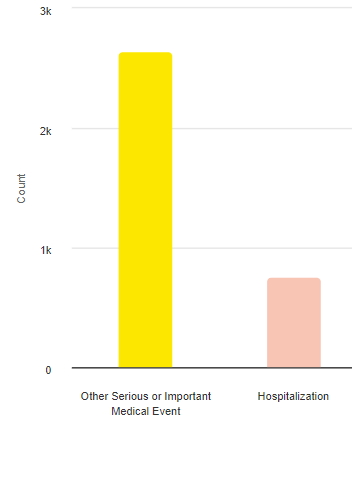 3k
2k
Count
1k
0
Other Serious or Important
Medical Event
Hospitalization